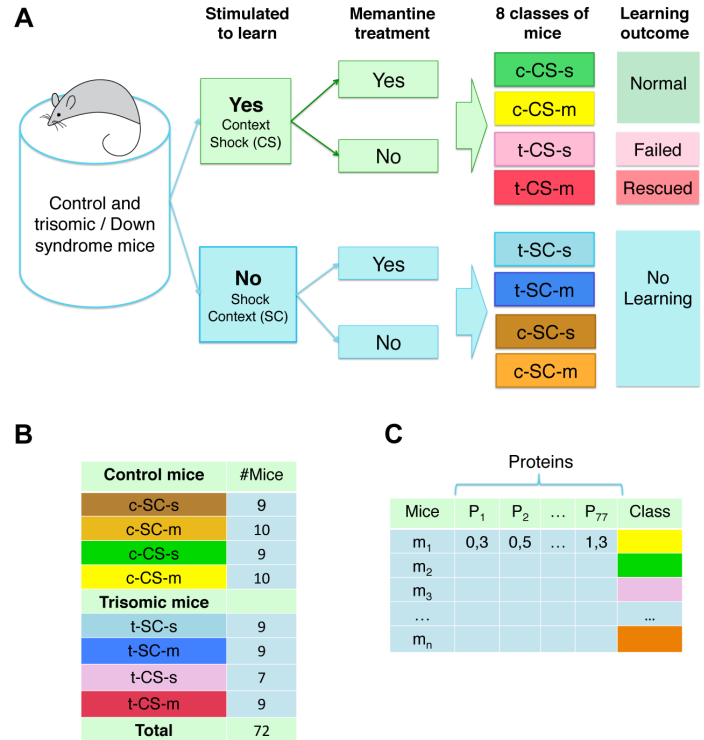 A
Stimulated
to learn
Memantine
treatment
8 classes of
mice
Learning
outcome
Control and
trisomic / Down
syndrome mice
Yes
Context
Shock (CS)
Yes
No
c-CS-s
c-CS-m
t-CS-s
t-CS-m
Normal
Failed
Rescued
No
Shock
Context (SC)
Yes
No
t-SC-s
t-SC-m
c-SC-s
c-SC-m
No
Learning
B
Control mice #Mice
c-SC-s 9
c-SC-m 10
c-CS-s 9
c-CS-m 10
Trisomic mice
t-SC-s 9
t-SC-m 9
t-CS-s 7
t-CS-m 9
Total 72
C
Proteins
Mice P1 P2 … P77 Class
m1 0,3 0,5 … 1,3
m2
m3
… ...
mn